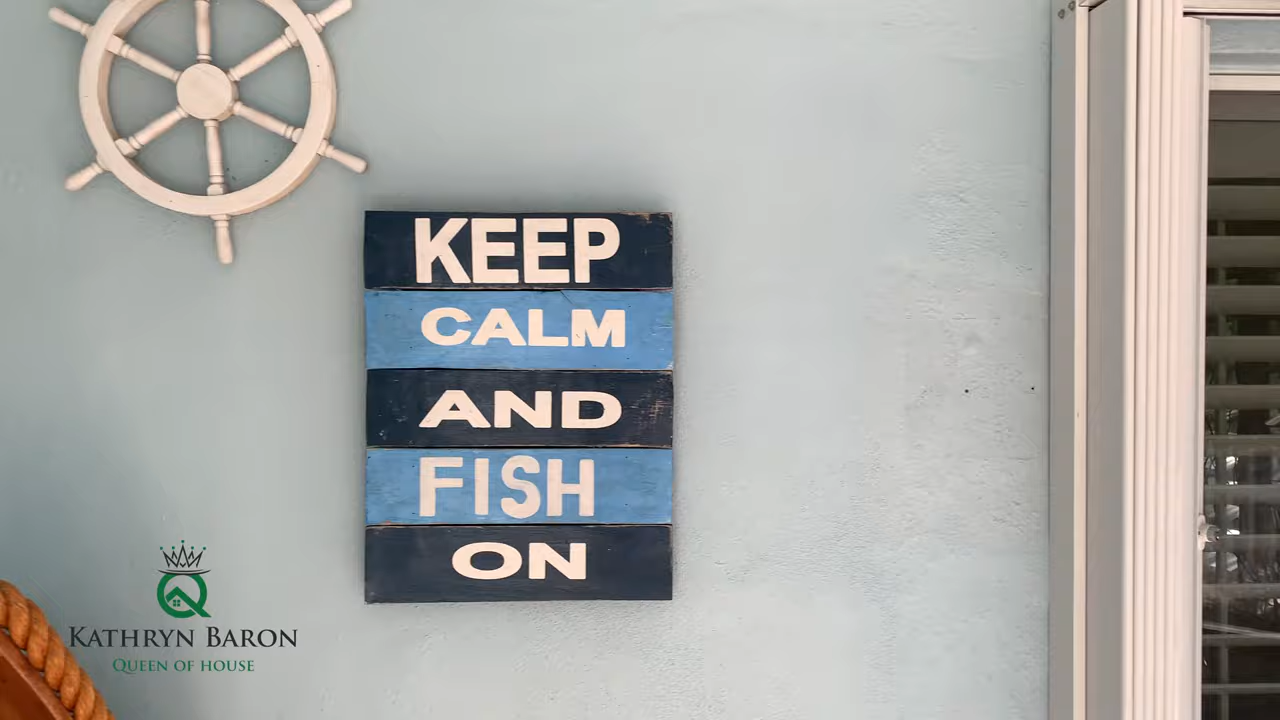 KEEP
CALM
AND
FISH
ON
KATHRYN BARON
QUEEN OF HOUSE